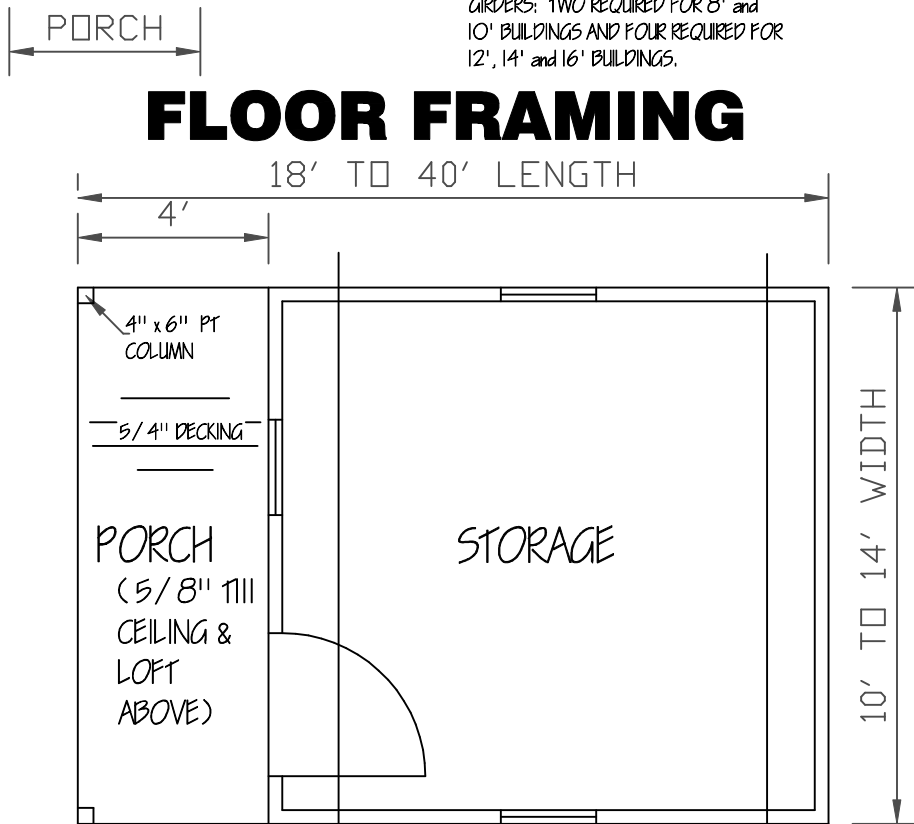 PORCH
GIRDERS: TWO REQUIRED FOR 8' and
10' BUILDINGS AND FOUR REQUIRED FOR
12', 14' and 16' BUILDINGS.
FLOOR FRAMING
18' TO 40' LENGTH
4'
4" x 6" PT
COLUMN
5/4" DECKING
PORCH
(5/8" T111
CEILING &
LOFT
ABOVE)
STORAGE
10' TO 14' WIDTH